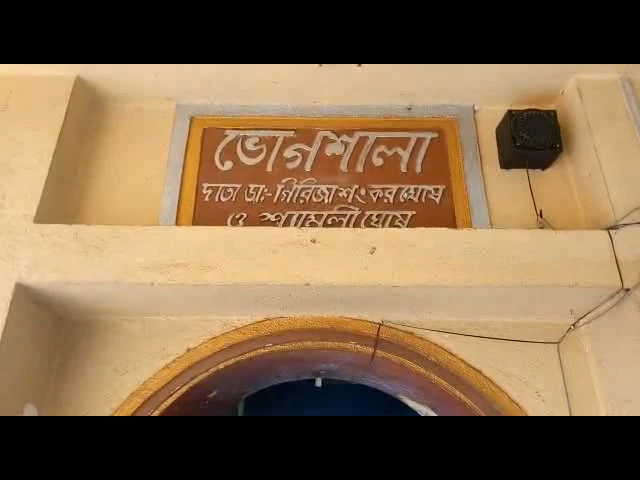 ভোগশালা
দাতা ডাঃ- গিরিজা শংকর ঘোষ
ও শ্যামলী ঘোষ